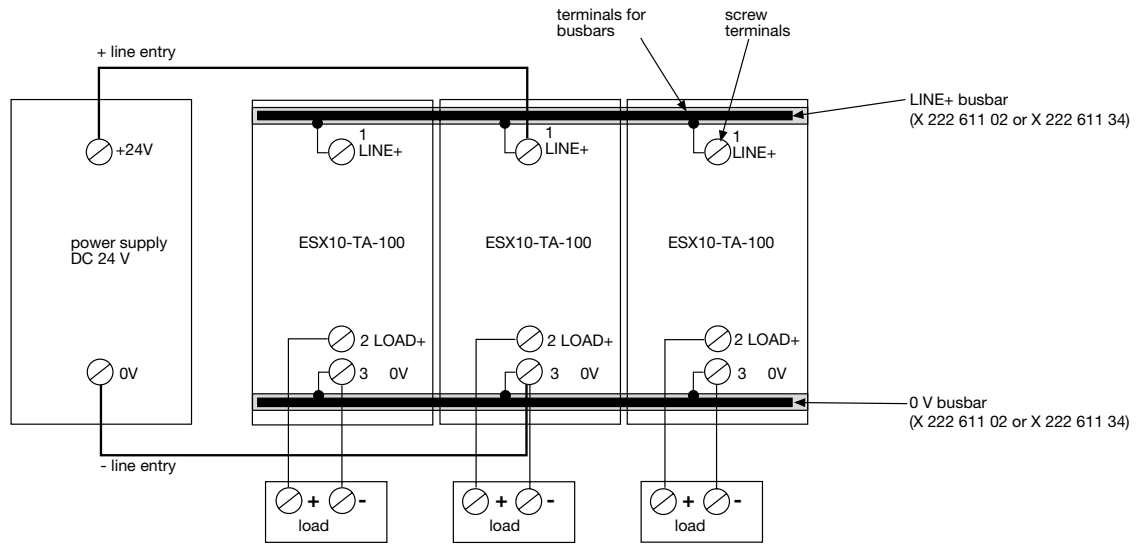 terminals for
busbars
screw
terminals
+ line entry
LINE+ busbar
(X 222 611 02 or X 222 611 34)
+24V
1
LINE+
1
LINE+
1
LINE+
power supply
DC 24 V
ESX10-TA-100
ESX10-TA-100
ESX10-TA-100
2 LOAD+
2 LOAD+
2 LOAD+
0V
3 0V
3 0V
3 0V
0 V busbar
(X 222 611 02 or X 222 611 34)
- line entry
+ -
load
+ -
load
+ -
load